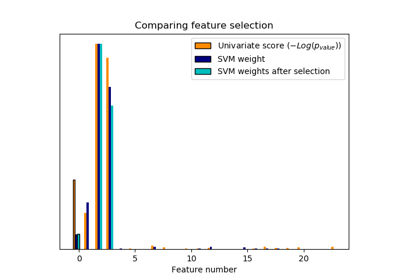 Comparing feature selection
Univariate score (−Log(p_value))
SVM weight
SVM weights after selection
0 5 10 15 20
Feature number